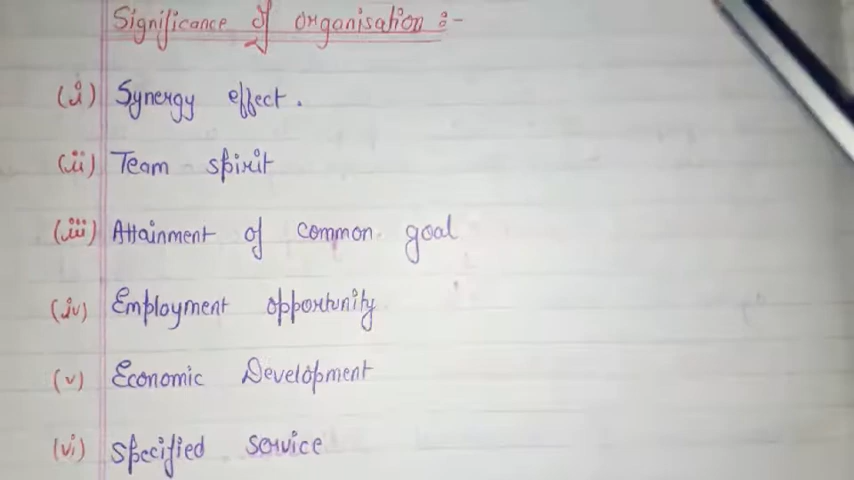 Significance of organisation :-
(i) Synergy effect.
(ii) Team spirit
(iii) Attainment of common goal
(iv) Employment opportunity
(v) Economic Development
(vi) Specified service